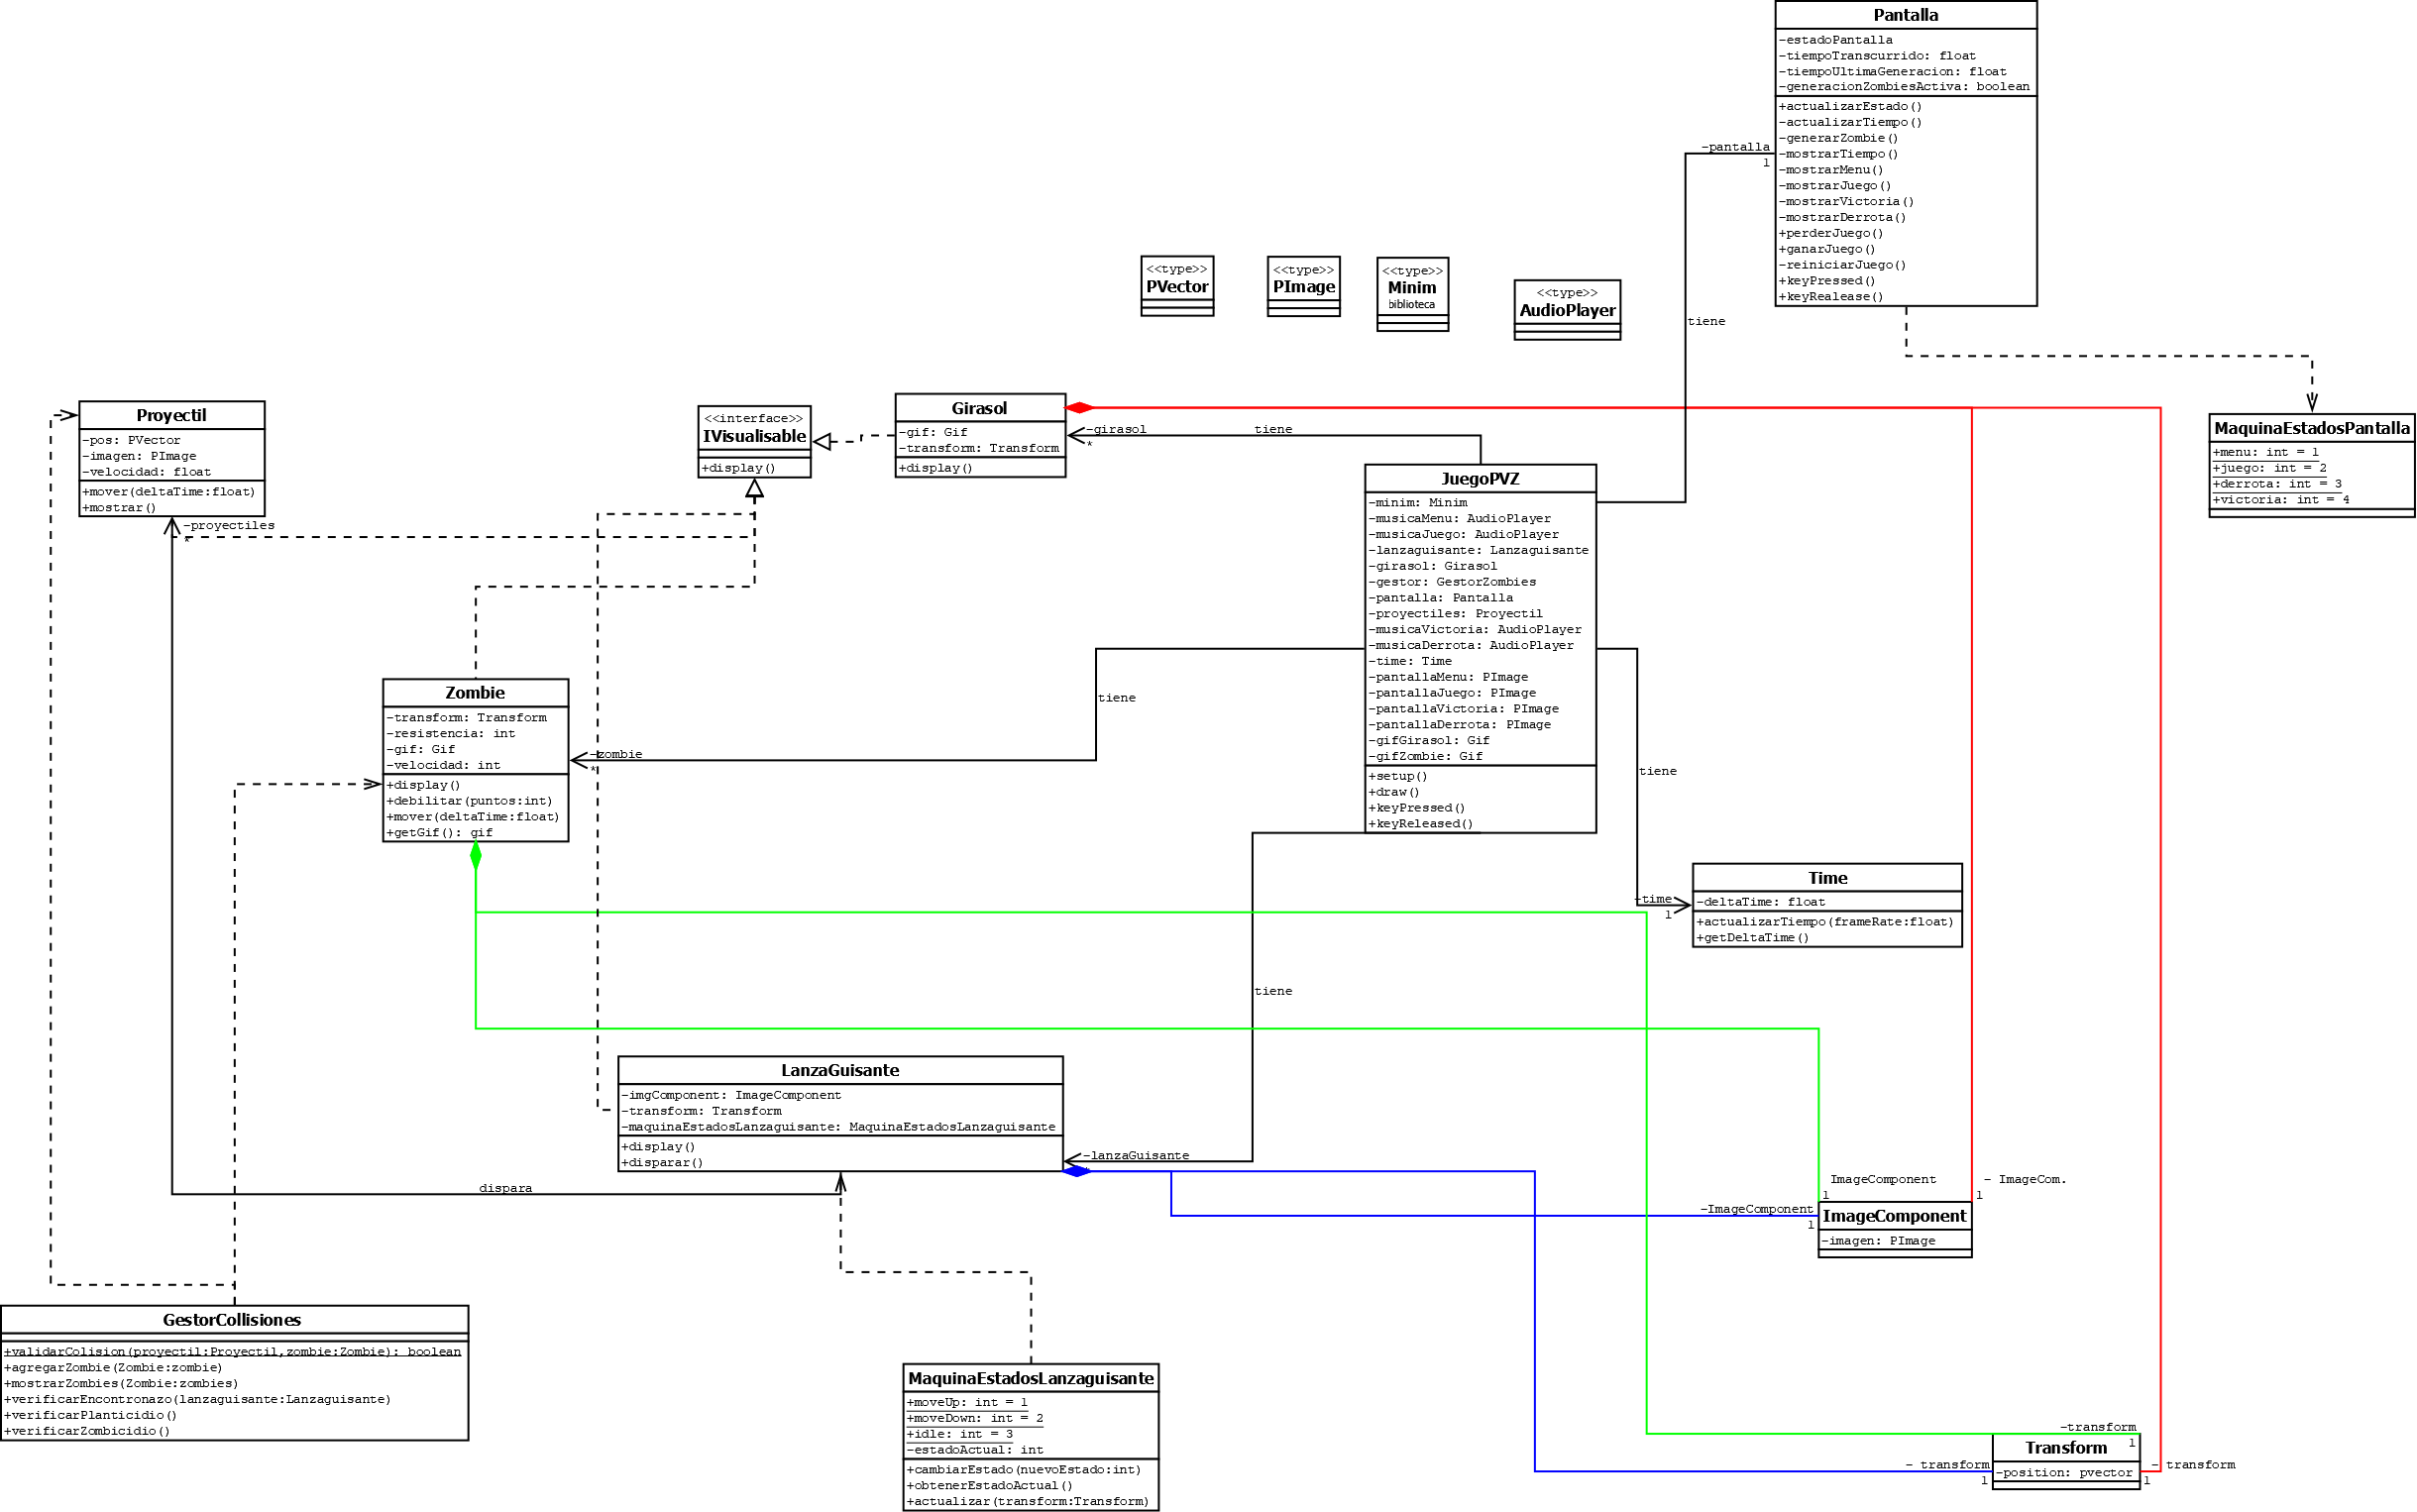 Pantalla
-estadoPantalla
-tiempoTranscurrido: float
-tiempoUltimaGeneracion: float
-generacionZombiesActiva: boolean
+actualizarEstado()
-actualizarTiempo()
-generarZombie()
-mostrarTiempo()
-mostrarMenu()
-mostrarJuego()
-mostrarVictoria()
-mostrarDerrota()
+perderJuego()
+ganarJuego()
-reiniciarJuego()
+keyPressed()
+keyRealease()
-pantalla
1
tiene
<<type>>
PVector
<<type>>
PImage
<<type>>
Minim
biblioteca
<<type>>
AudioPlayer
Proyectil
-pos: PVector
-imagen: PImage
-velocidad: float
+mover(deltaTime:float)
+mostrar()
-proyectiles
*
<<interface>>
IVisualisable
+display()
Girasol
-gif: Gif
-transform: Transform
+display()
-girasol
*
tiene
MaquinaEstadosPantalla
+menu: int = 1
+juego: int = 2
+derrota: int = 3
+victoria: int = 4
JuegoPVZ
-minim: Minim
-musicaMenu: AudioPlayer
-musicaJuego: AudioPlayer
-lanzaguisante: Lanzaguisante
-girasol: Girasol
-gestor: GestorZombies
-pantalla: Pantalla
-proyectiles: Proyectil
-musicaVictoria: AudioPlayer
-musicaDerrota: AudioPlayer
-time: Time
-pantallaMenu: PImage
-pantallaJuego: PImage
-pantallaVictoria: PImage
-pantallaDerrota: PImage
-gifGirasol: Gif
-gifZombie: Gif
+setup()
+draw()
+keyPressed()
+keyReleased()
Zombie
-transform: Transform
-resistencia: int
-gif: Gif
-velocidad: int
+display()
+debilitar(puntos:int)
+mover(deltaTime:float)
+getGif(): gif
-zombie
*
tiene
tiene
-time
1
Time
-deltaTime: float
+actualizarTiempo(frameRate:float)
+getDeltaTime()
tiene
LanzaGuisante
-imgComponent: ImageComponent
-transform: Transform
-maquinaEstadosLanzaguisante: MaquinaEstadosLanzaguisante
+display()
+disparar()
-lanzaGuisante
dispara
ImageComponent
1
- ImageCom.
1
-ImageComponent
1
ImageComponent
-imagen: PImage
GestorCollisiones
+validarColision(proyectil:Proyectil,zombie:Zombie): boolean
+agregarZombie(Zombie:zombie)
+mostrarZombies(Zombie:zombies)
+verificarEncontronazo(lanzaguisante:Lanzaguisante)
+verificarPlanticidio()
+verificarZombicidio()
MaquinaEstadosLanzaguisante
+moveUp: int = 1
+moveDown: int = 2
+idle: int = 3
-estadoActual: int
+cambiarEstado(nuevoEstado:int)
+obtenerEstadoActual()
+actualizar(transform:Transform)
-transform
1
- transform
1
Transform
-position: pvector
- transform
1